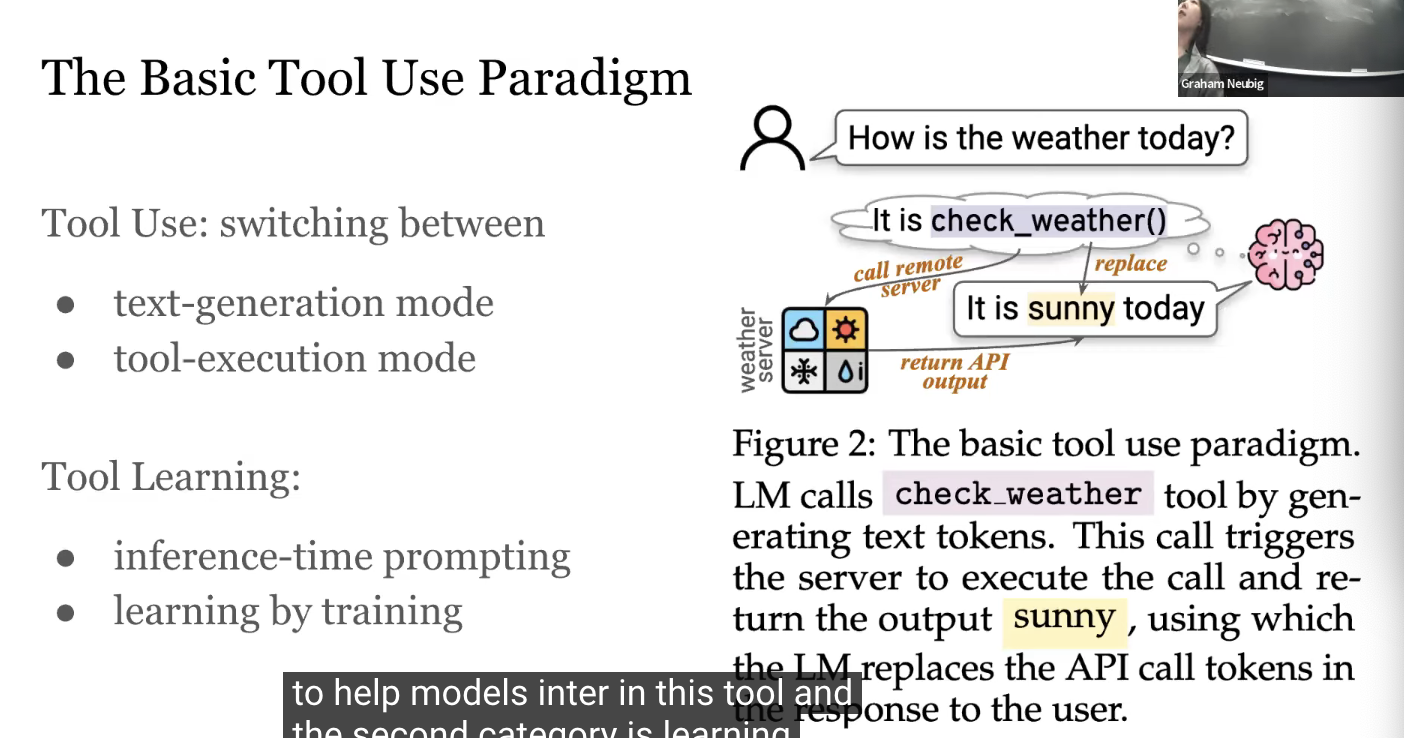 The Basic Tool Use Paradigm
Graham Neubig
Tool Use: switching between
● text-generation mode
● tool-execution mode
Tool Learning:
● inference-time prompting
● learning by training
How is the weather today?
It is check_weather()
call remote
server
replace
It is sunny today
weather
server
return API
output
Figure 2: The basic tool use paradigm.
LM calls check_weather tool by gen-
erating text tokens. This call triggers
the server to execute the call and re-
turn the output sunny , using which
the LM replaces the API call tokens in
the response to the user.
to help models inter in this tool and
the second category is learning